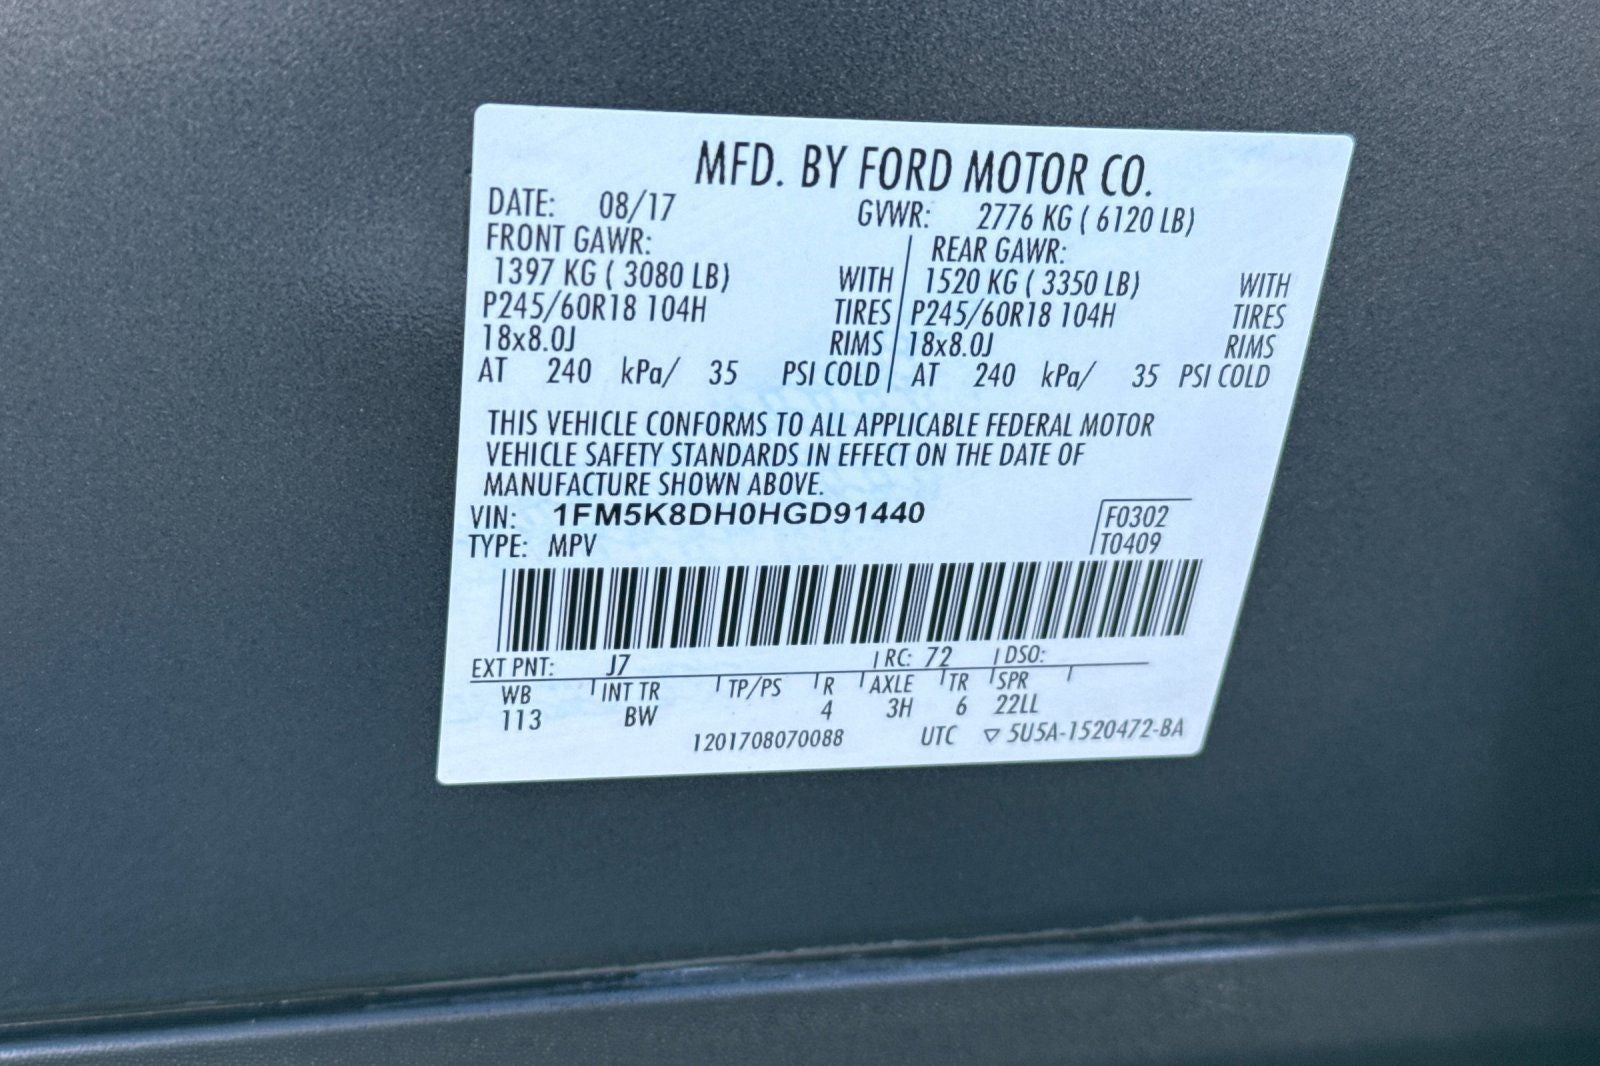 MFD. BY FORD MOTOR CO.
DATE: 08/17 GVWR: 2776 KG ( 6120 LB)
FRONT GAWR: REAR GAWR:
1397 KG ( 3080 LB) WITH 1520 KG ( 3350 LB) WITH
P245/60R18 104H TIRES P245/60R18 104H TIRES
18x8.0J RIMS 18x8.0J RIMS
AT 240 kPa/ 35 PSI COLD AT 240 kPa/ 35 PSI COLD
THIS VEHICLE CONFORMS TO ALL APPLICABLE FEDERAL MOTOR
VEHICLE SAFETY STANDARDS IN EFFECT ON THE DATE OF
MANUFACTURE SHOWN ABOVE.
VIN: 1FM5K8DH0HGD91440 F0302
TYPE: MPV T0409
EXT PNT: J7 RC: 72 DSO:
WB INT TR TP/PS R AXLE TR SPR
113 BW 4 3H 6 22LL
1201708070088 UTC ▽ 5U5A-1520472-BA